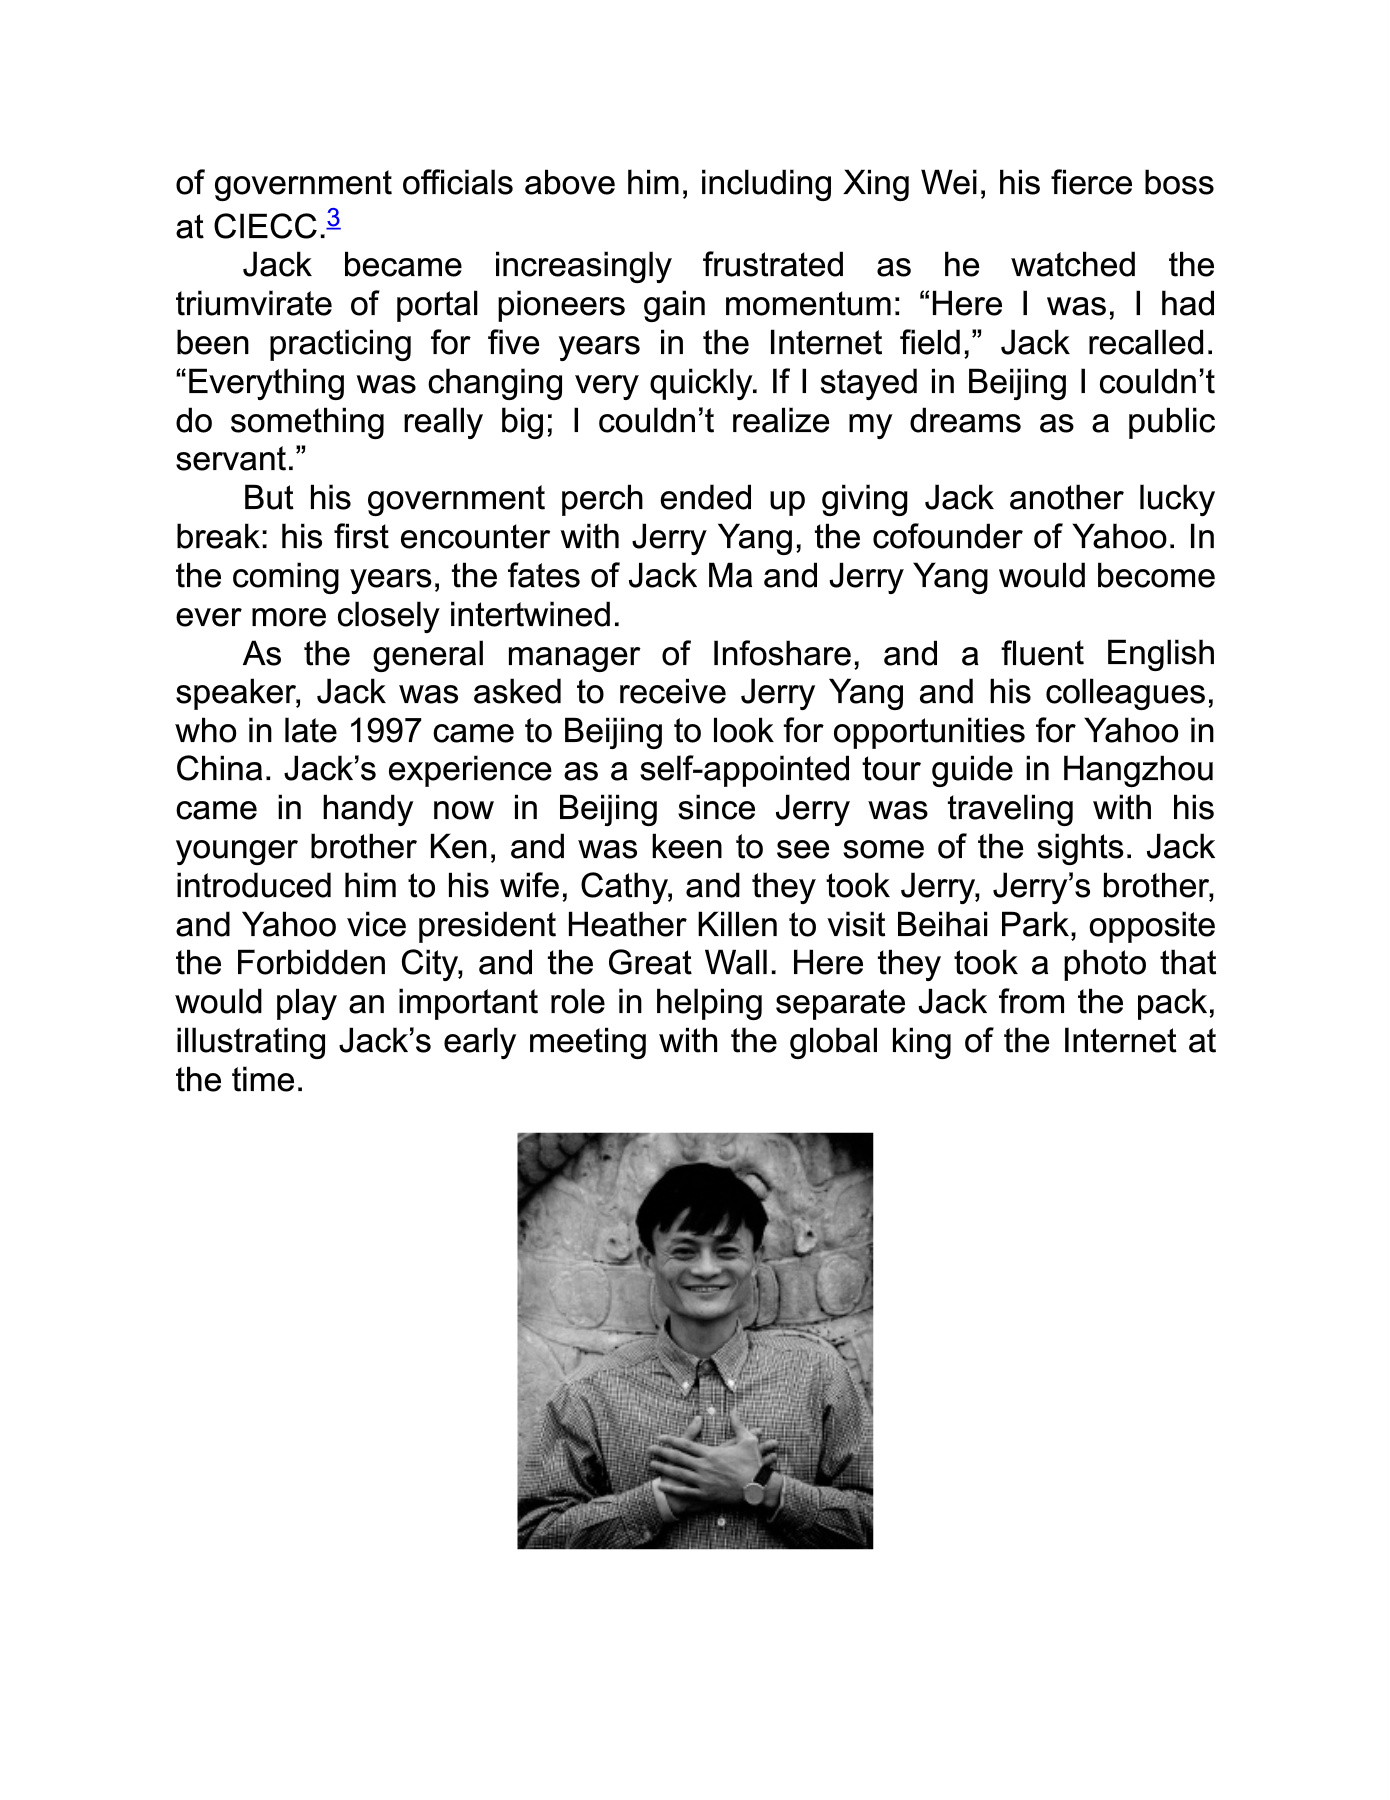 of government officials above him, including Xing Wei, his fierce boss
at CIECC.3
Jack became increasingly frustrated as he watched the
triumvirate of portal pioneers gain momentum: “Here I was, I had
been practicing for five years in the Internet field,” Jack recalled.
“Everything was changing very quickly. If I stayed in Beijing I couldn’t
do something really big; I couldn’t realize my dreams as a public
servant.”
But his government perch ended up giving Jack another lucky
break: his first encounter with Jerry Yang, the cofounder of Yahoo. In
the coming years, the fates of Jack Ma and Jerry Yang would become
ever more closely intertwined.
As the general manager of Infoshare, and a fluent English
speaker, Jack was asked to receive Jerry Yang and his colleagues,
who in late 1997 came to Beijing to look for opportunities for Yahoo in
China. Jack’s experience as a self-appointed tour guide in Hangzhou
came in handy now in Beijing since Jerry was traveling with his
younger brother Ken, and was keen to see some of the sights. Jack
introduced him to his wife, Cathy, and they took Jerry, Jerry’s brother,
and Yahoo vice president Heather Killen to visit Beihai Park, opposite
the Forbidden City, and the Great Wall. Here they took a photo that
would play an important role in helping separate Jack from the pack,
illustrating Jack’s early meeting with the global king of the Internet at
the time.